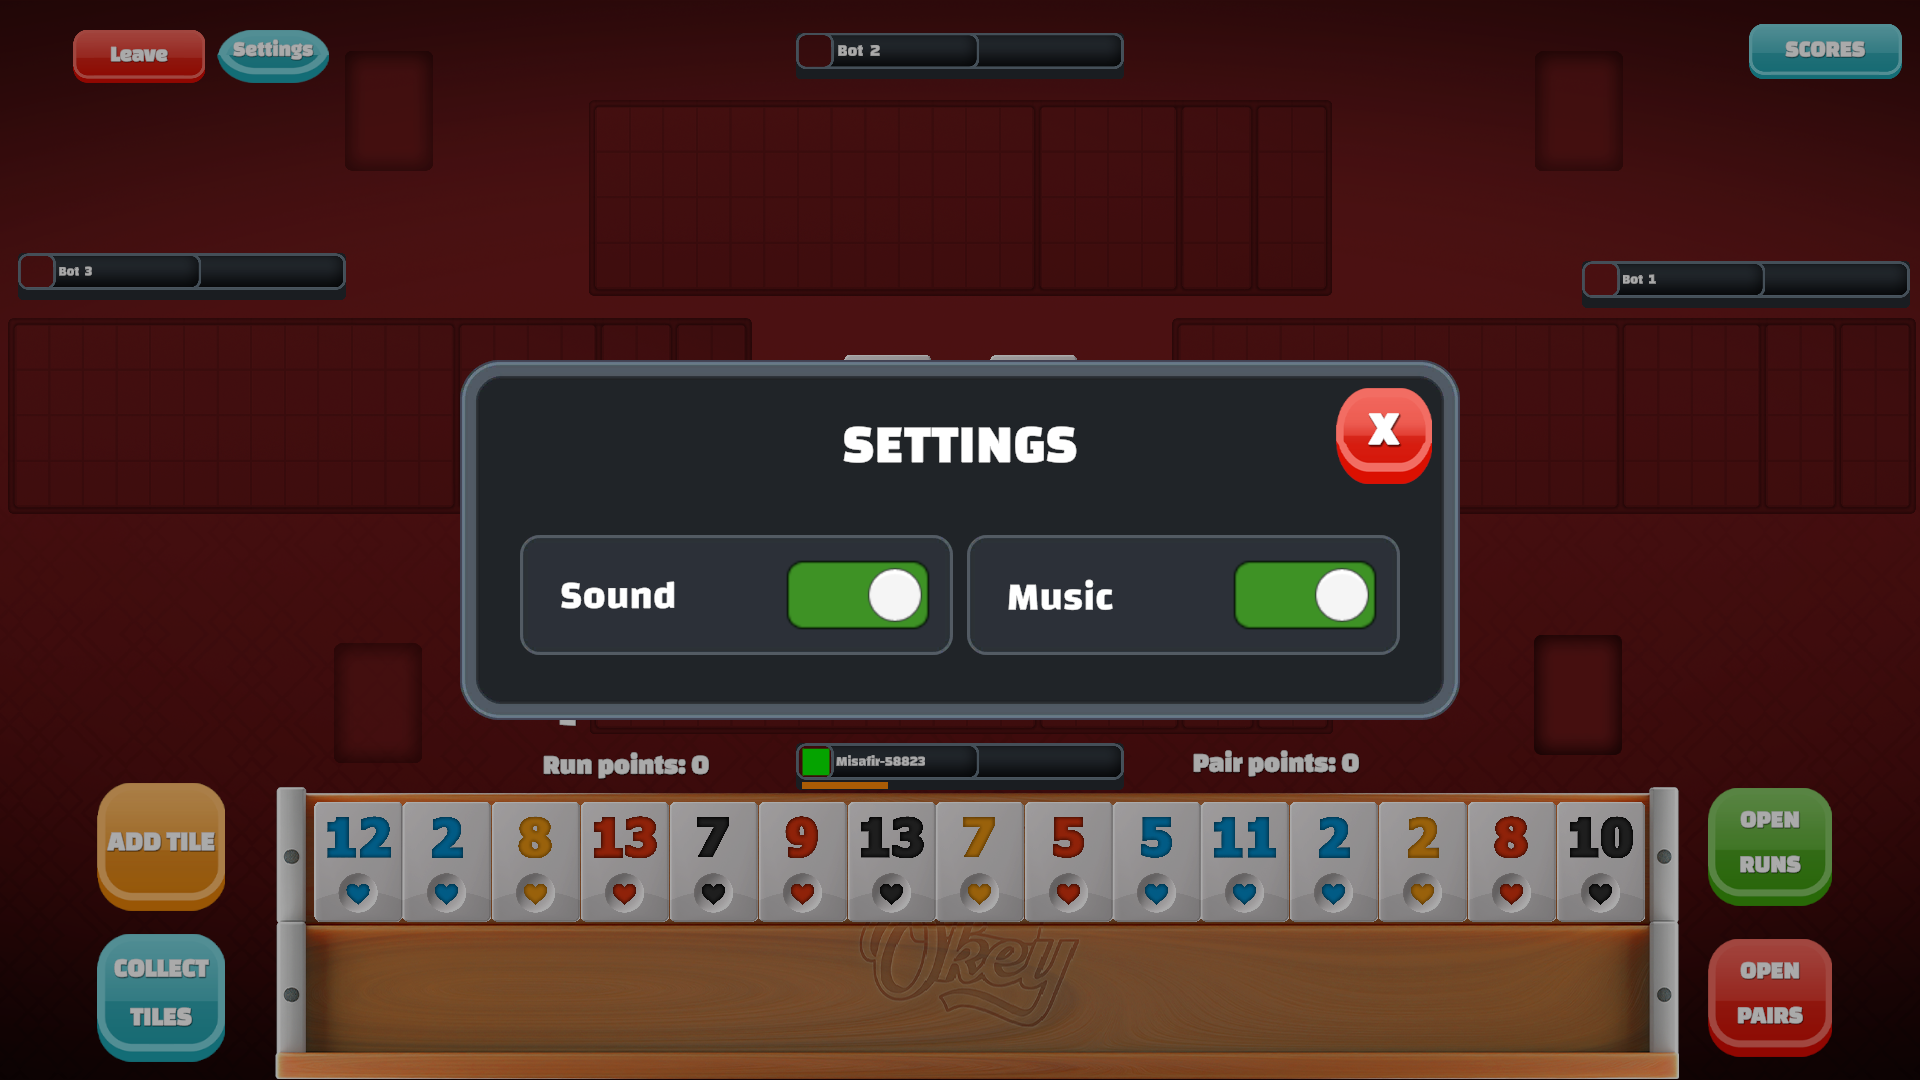 Leave
Settings
Bot 2
SCORES
Bot 3
Bot 1
SETTINGS
X
Sound
Music
Run points: 0
Misafir-58823
Pair points: 0
ADD TILE
12 2 8 13 7 9 13 7 5 5 11 2 2 8 10
OPEN
RUNS
COLLECT
TILES
Okey
OPEN
PAIRS